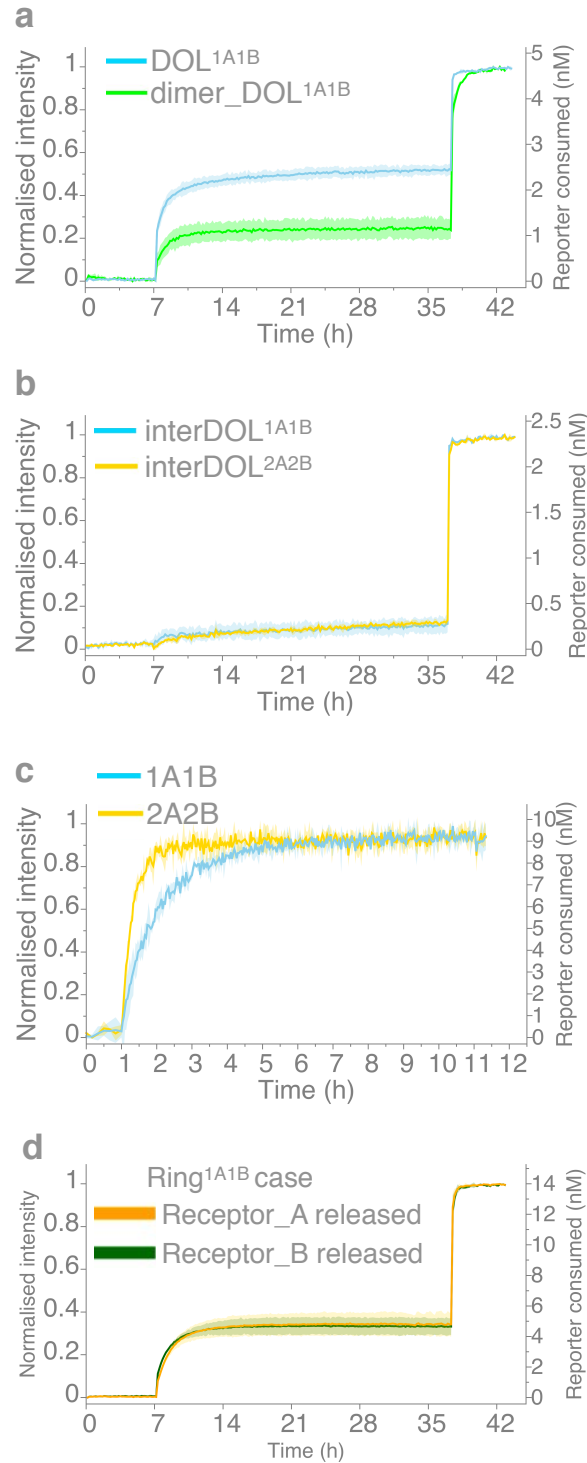 a
DOL1A1B
dimer_DOL1A1B
Normalised intensity
1
0.8
0.6
0.4
0.2
0
5
4
3
2
1
0
Reporter consumed (nM)
0 7 14 21 28 35 42
Time (h)
b
interDOL1A1B
interDOL2A2B
Normalised intensity
1
0.8
0.6
0.4
0.2
0
2.5
2
1.5
1
0.5
0
Reporter consumed (nM)
0 7 14 21 28 35 42
Time (h)
c
1A1B
2A2B
Normalised intensity
1
0.8
0.6
0.4
0.2
0
10
9
8
7
6
5
4
3
2
1
0
Reporter consumed (nM)
0 1 2 3 4 5 6 7 8 9 10 11 12
Time (h)
d
Ring1A1B case
Receptor_A released
Receptor_B released
Normalised intensity
1
0.8
0.6
0.4
0.2
0
14
12
10
8
6
4
2
0
Reporter consumed (nM)
0 7 14 21 28 35 42
Time (h)